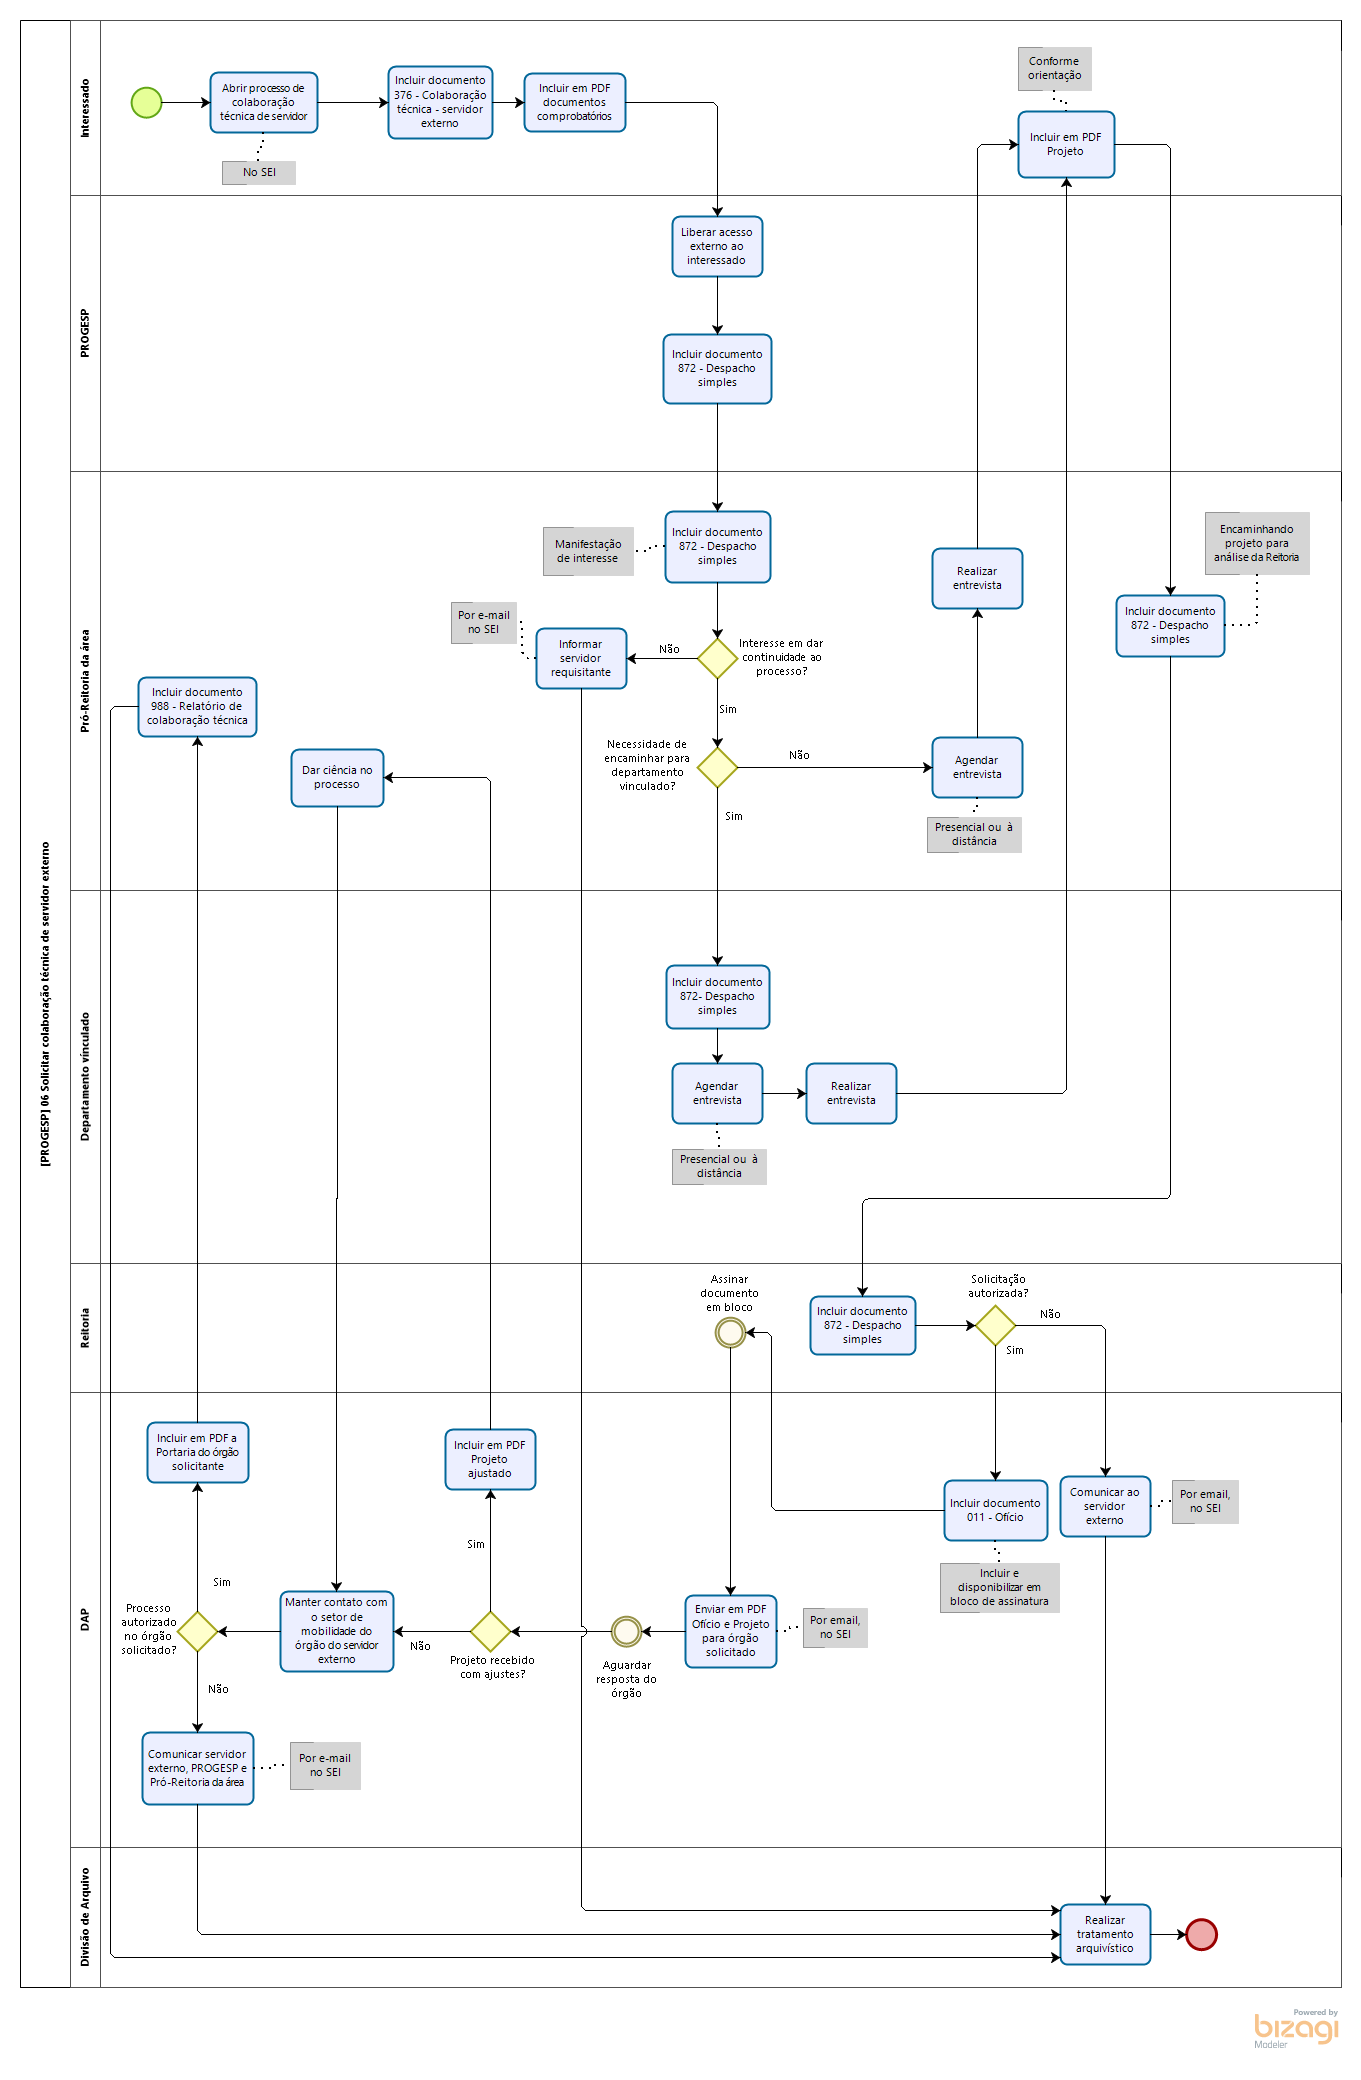 [PROGESP] 06 Solicitar colaboração técnica de servidor externo
Interessado
Abrir processo de
colaboração
técnica de servidor
No SEI
Incluir documento
376 - Colaboração
técnica - servidor
externo
Incluir em PDF
documentos
comprobatórios
Conforme
orientação
Incluir em PDF
Projeto
PROGESP
Liberar acesso
externo ao
interessado
Incluir documento
872 - Despacho
simples
Pró-Reitoria da área
Manifestação
de interesse
Incluir documento
872 - Despacho
simples
Por e-mail
no SEI
Informar
servidor
requisitante
Não
Interesse em dar
continuidade ao
processo?
Sim
Necessidade de
encaminhar para
departamento
vinculado?
Não
Sim
Realizar
entrevista
Agendar
entrevista
Presencial ou à
distância
Encaminhando
projeto para
análise da Reitoria
Incluir documento
872 - Despacho
simples
Incluir documento
988 - Relatório de
colaboração técnica
Dar ciência no
processo
Departamento vínculado
Incluir documento
872- Despacho
simples
Agendar
entrevista
Realizar
entrevista
Presencial ou à
distância
Reitoria
Assinar
documento
em bloco
Incluir documento
872 - Despacho
simples
Solicitação
autorizada?
Não
Sim
DAP
Incluir em PDF a
Portaria do órgão
solicitante
Incluir em PDF
Projeto
ajustado
Incluir documento
011 - Ofício
Comunicar ao
servidor
externo
Por email,
no SEI
Incluir e
disponibilizar em
bloco de assinatura
Sim
Sim
Processo
autorizado
no órgão
solicitado?
Manter contato com
o setor de
mobilidade do
órgão do servidor
externo
Não
Projeto recebido
com ajustes?
Aguardar
resposta do
órgão
Enviar em PDF
Ofício e Projeto
para órgão
solicitado
Por email,
no SEI
Não
Comunicar servidor
externo, PROGESP e
Pró-Reitoria da área
Por e-mail
no SEI
Divisão de Arquivo
Realizar
tratamento
arquivístico
Powered by
bizagi
Modeler